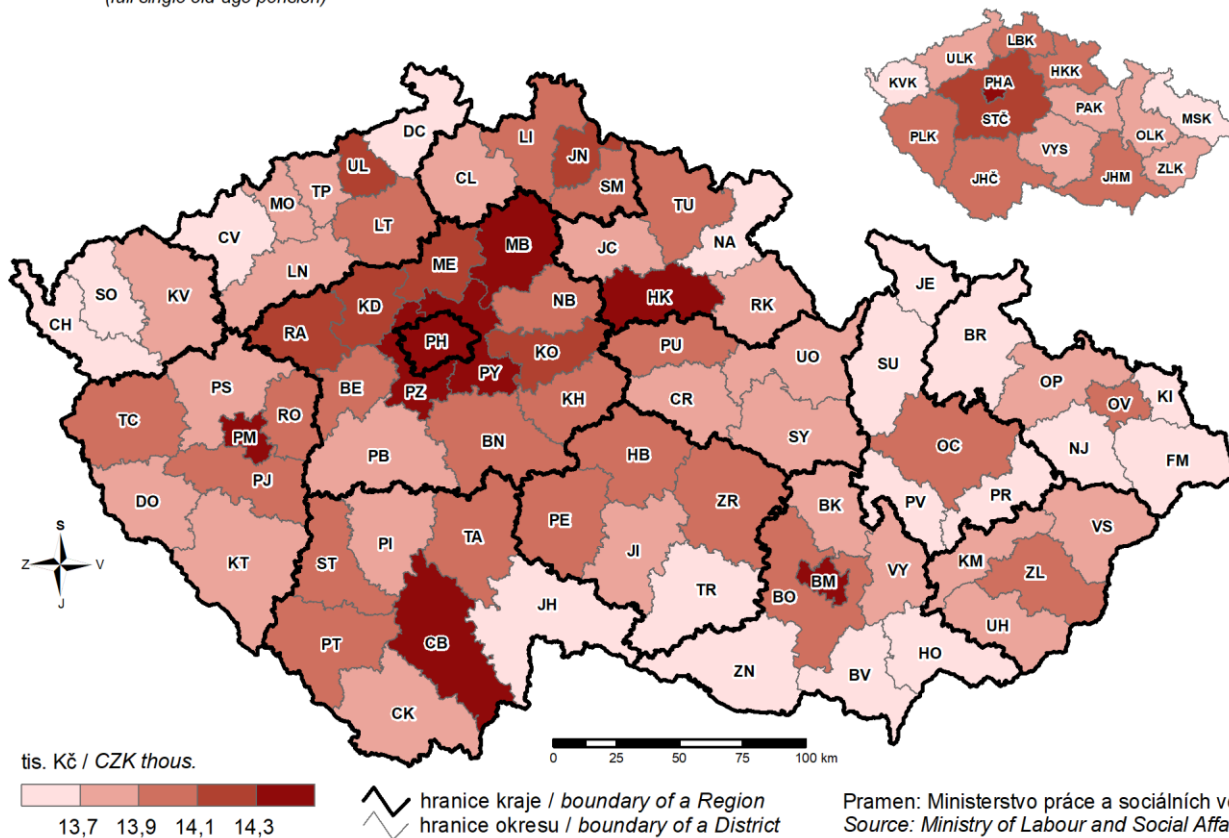 (full single old-age pension)
LBK
ULK
KVK
PHA
HKK
STČ
PAK
MSK
PLK
OLK
VYS
JHČ
JHM
ZLK
DC
LI
UL
JN
CL
TP
SM
MO
TU
LT
CV
MB
JC
NA
ME
LN
SO
KV
JE
KD
NB
HK
RK
CH
RA
BR
PH
KO
PU
UO
SU
PY
PS
BE
PZ
OP
KI
TC
RO
KH
CR
OV
PM
BN
SY
OC
PB
HB
NJ
FM
PJ
DO
ZR
BK
PV
PR
PE
VS
TA
PI
JI
KM
KT
ST
VY
ZL
BM
TR
BO
JH
UH
PT
CB
HO
ZN
BV
CK
S
Z V
J
0 25 50 75 100 km
tis. Kč / CZK thous.
13,7 13,9 14,1 14,3
hranice kraje / boundary of a Region
hranice okresu / boundary of a District
Pramen: Ministerstvo práce a sociálních
Source: Ministry of Labour and Social